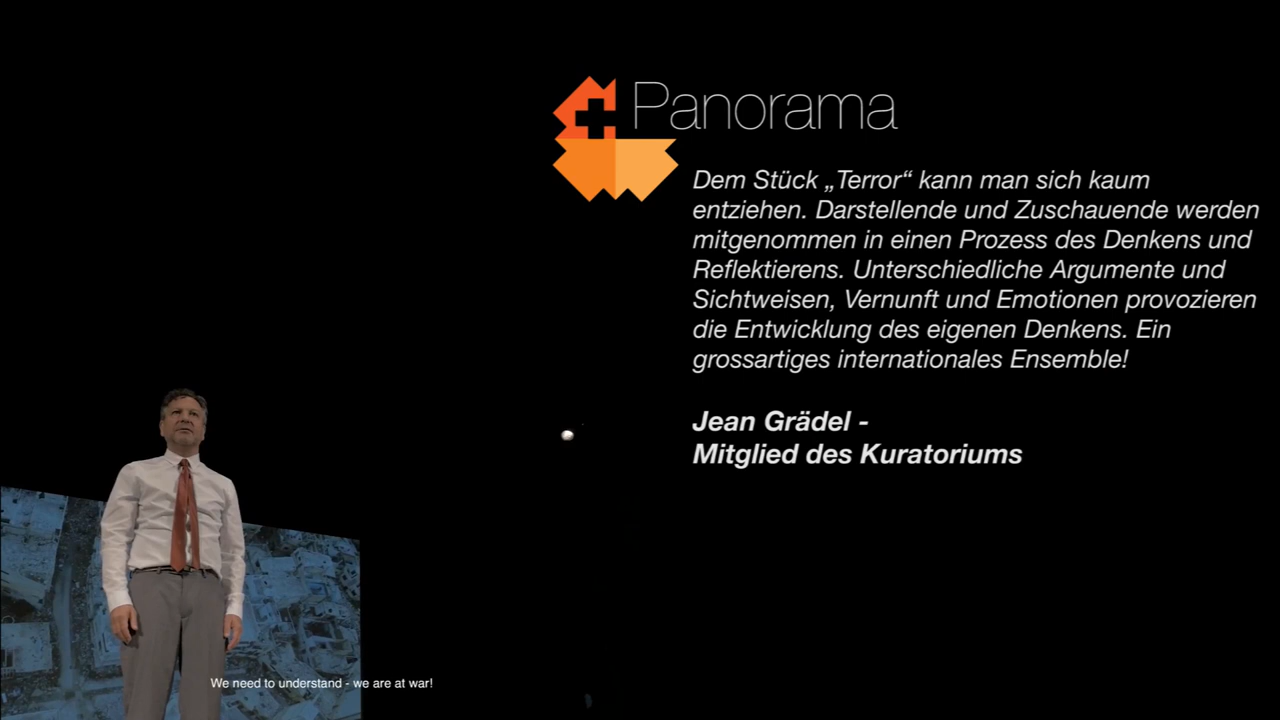 Panorama
Dem Stück „Terror“ kann man sich kaum
entziehen. Darstellende und Zuschauende werden
mitgenommen in einen Prozess des Denkens und
Reflektierens. Unterschiedliche Argumente und
Sichtweisen, Vernunft und Emotionen provozieren
die Entwicklung des eigenen Denkens. Ein
grossartiges internationales Ensemble!
Jean Grädel -
Mitglied des Kuratoriums
We need to understand - we are at war!